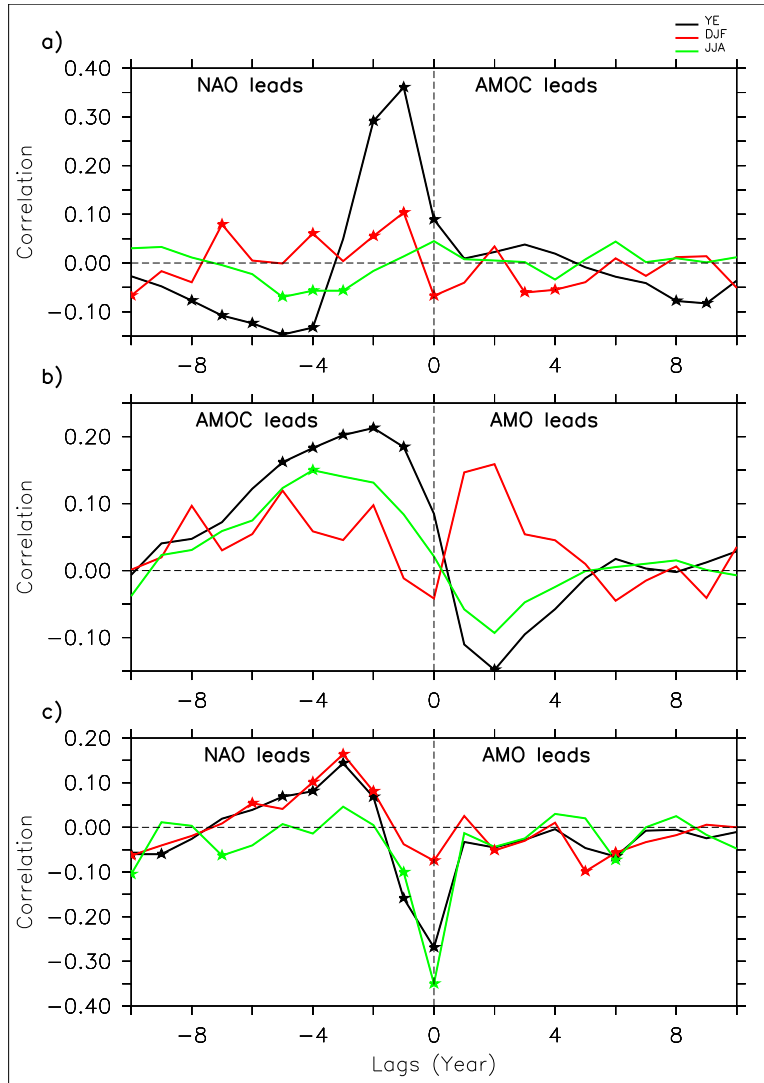 YE
DJF
JJA
a)
0.40
NAO leads AMOC leads
0.30
0.20
Correlation
0.10
0.00
-0.10
-8 -4 0 4 8
b)
AMOC leads AMO leads
0.20
Correlation
0.10
0.00
-0.10
-8 -4 0 4 8
c)
0.20
NAO leads AMO leads
0.10
0.00
Correlation
-0.10
-0.20
-0.30
-0.40
-8 -4 0 4 8
Lags (Year)